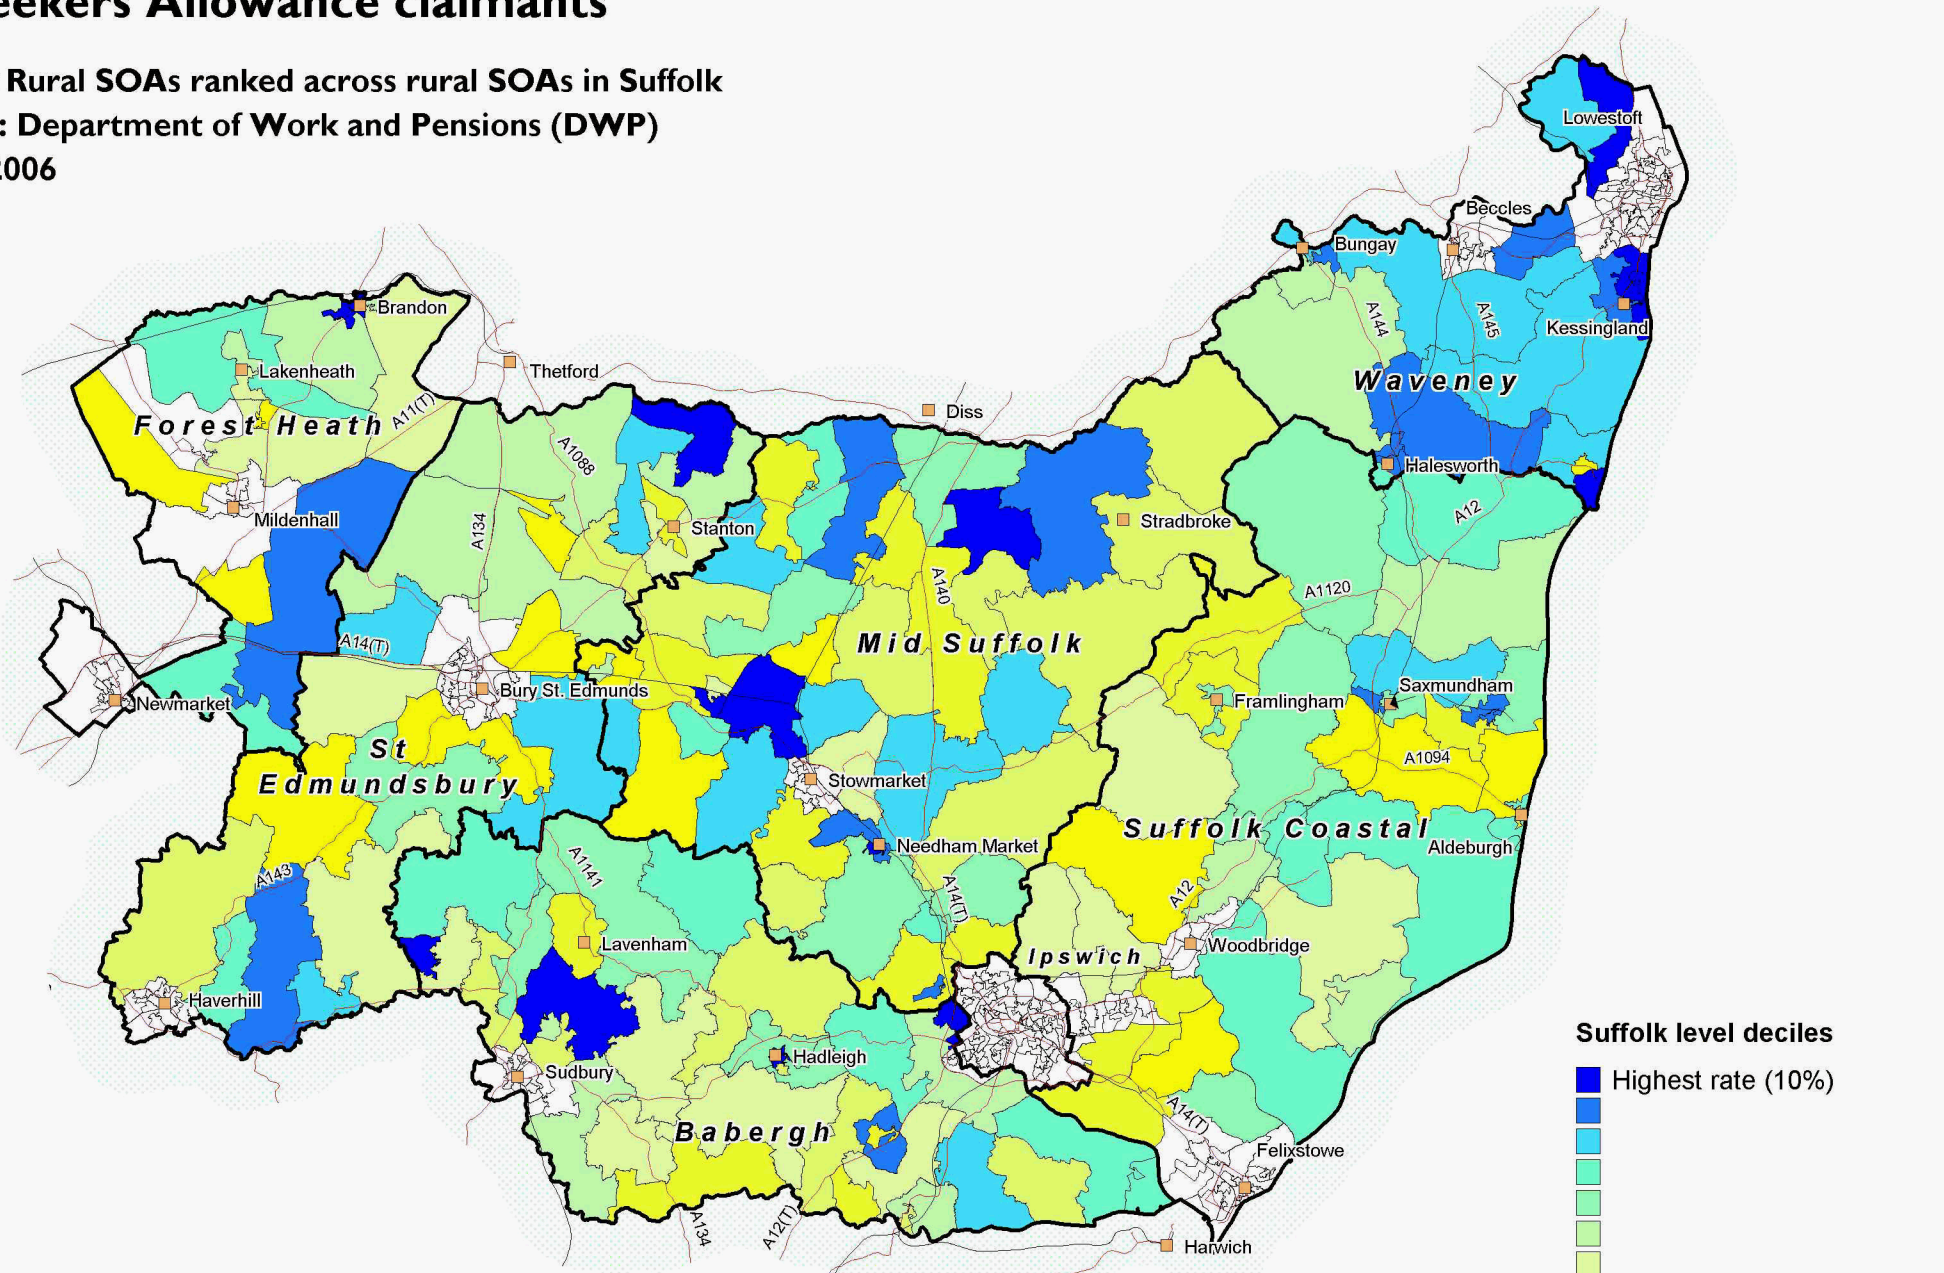 eekers Allowance claimants
Rural SOAs ranked across rural SOAs in Suffolk
: Department of Work and Pensions (DWP)
2006
Lowestoft
Beccles
Bungay
Brandon
Kessingland
A144
A145
Lakenheath
Thetford
Waveney
Diss
A11(T)
Forest Heath
A1088
Halesworth
Mildenhall
A134
Stanton
Stradbroke
A12
A140
A1120
A14(T)
Mid Suffolk
Newmarket
Bury St. Edmunds
Saxmundham
Framlingham
St
Edmundsbury
A1094
Stowmarket
Suffolk Coastal
Needham Market
Aldeburgh
A143
A1141
A14(T)
A12
Lavenham
Ipswich
Woodbridge
Haverhill
Hadleigh
Sudbury
Babergh
A14(T)
Felixstowe
A134
A12(T)
Harwich
Suffolk level deciles
Highest rate (10%)